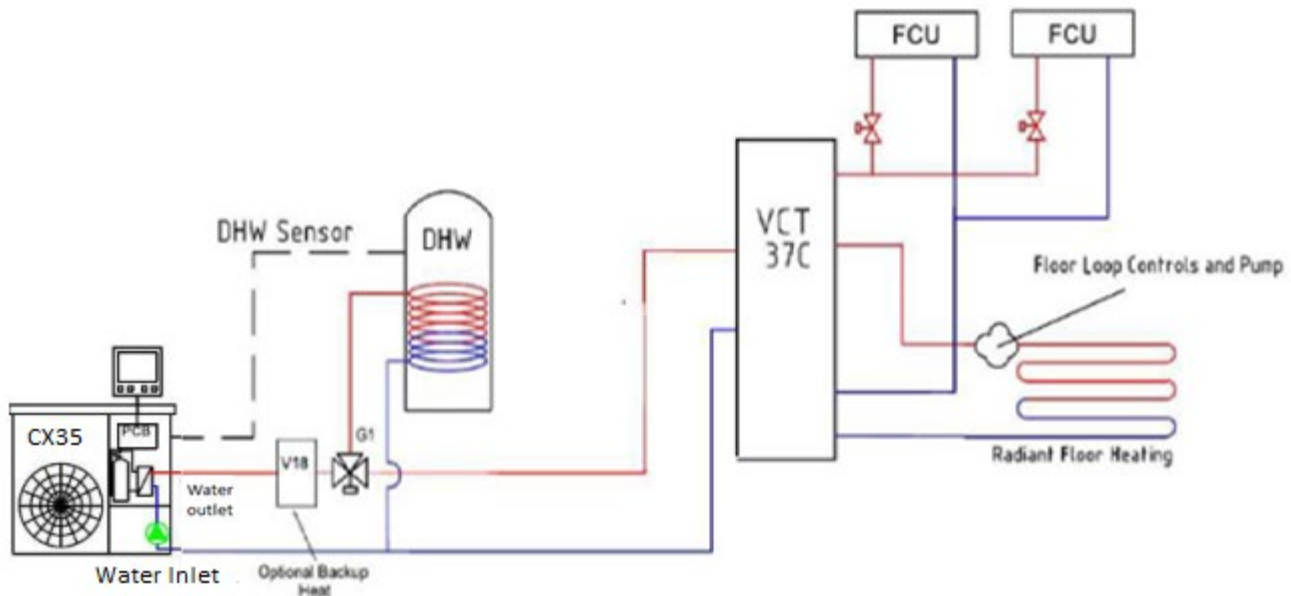 FCU
FCU
VCT
37C
DHW Sensor
DHW
Floor Loop Controls and Pump
PCB
CX35
G1
V18
Water
outlet
Radiant Floor Heating
Water Inlet
Optional Backup
Heat